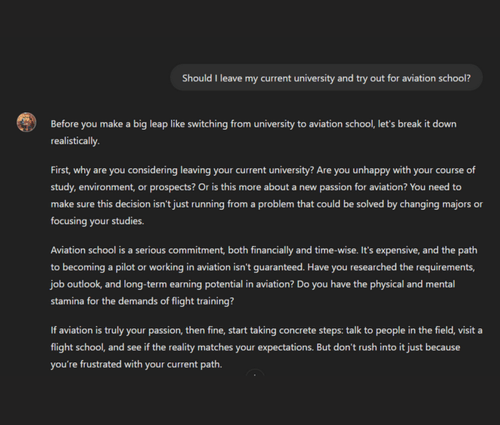 Should I leave my current university and try out for aviation school?
Before you make a big leap like switching from university to aviation school, let's break it down
realistically.
First, why are you considering leaving your current university? Are you unhappy with your course of
study, environment, or prospects? Or is this more about a new passion for aviation? You need to
make sure this decision isn't just running from a problem that could be solved by changing majors or
focusing your studies.
Aviation school is a serious commitment, both financially and time-wise. It's expensive, and the path
to becoming a pilot or working in aviation isn't guaranteed. Have you researched the requirements,
job outlook, and long-term earning potential in aviation? Do you have the physical and mental
stamina for the demands of flight training?
If aviation is truly your passion, then fine, start taking concrete steps: talk to people in the field, visit a
flight school, and see if the reality matches your expectations. But don't rush into it just because
you're frustrated with your current path.